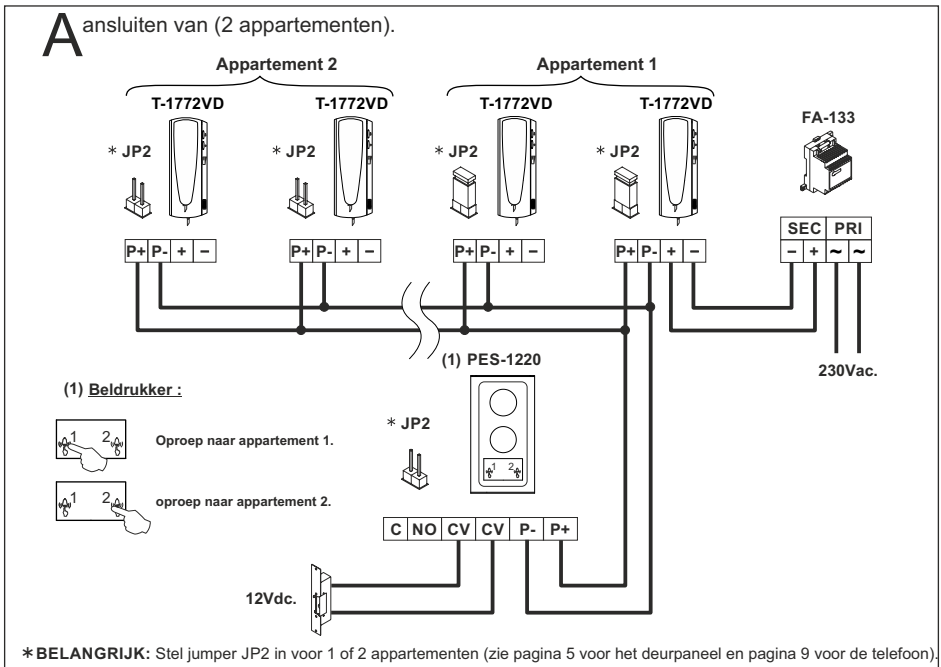 Aansluiten van (2 appartementen).
Appartement 2 Appartement 1
T-1772VD T-1772VD T-1772VD T-1772VD
FA-133
* JP2 * JP2 * JP2 * JP2
SEC PRI
P+ P- + – P+ P- + – P+ P- + – P+ P- + – – + ~ ~
230Vac.
(1) PES-1220
(1) Beldrukker :
* JP2
1 2 Oproep naar appartement 1.
1 2
1 2 oproep naar appartement 2.
C NO CV CV P- P+
12Vdc.
*BELANGRIJK: Stel jumper JP2 in voor 1 of 2 appartementen (zie pagina 5 voor het deurpaneel en pagina 9 voor de telefoon).